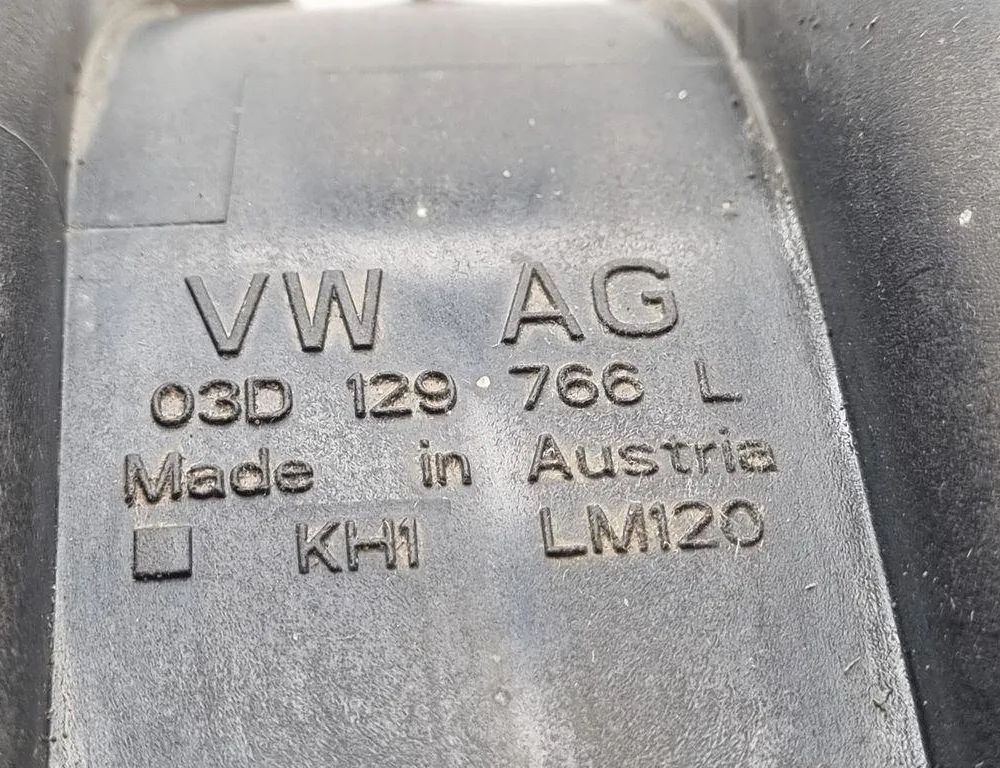 VW AG
03D 129 766 L
Made in Austria
KH1 LM120